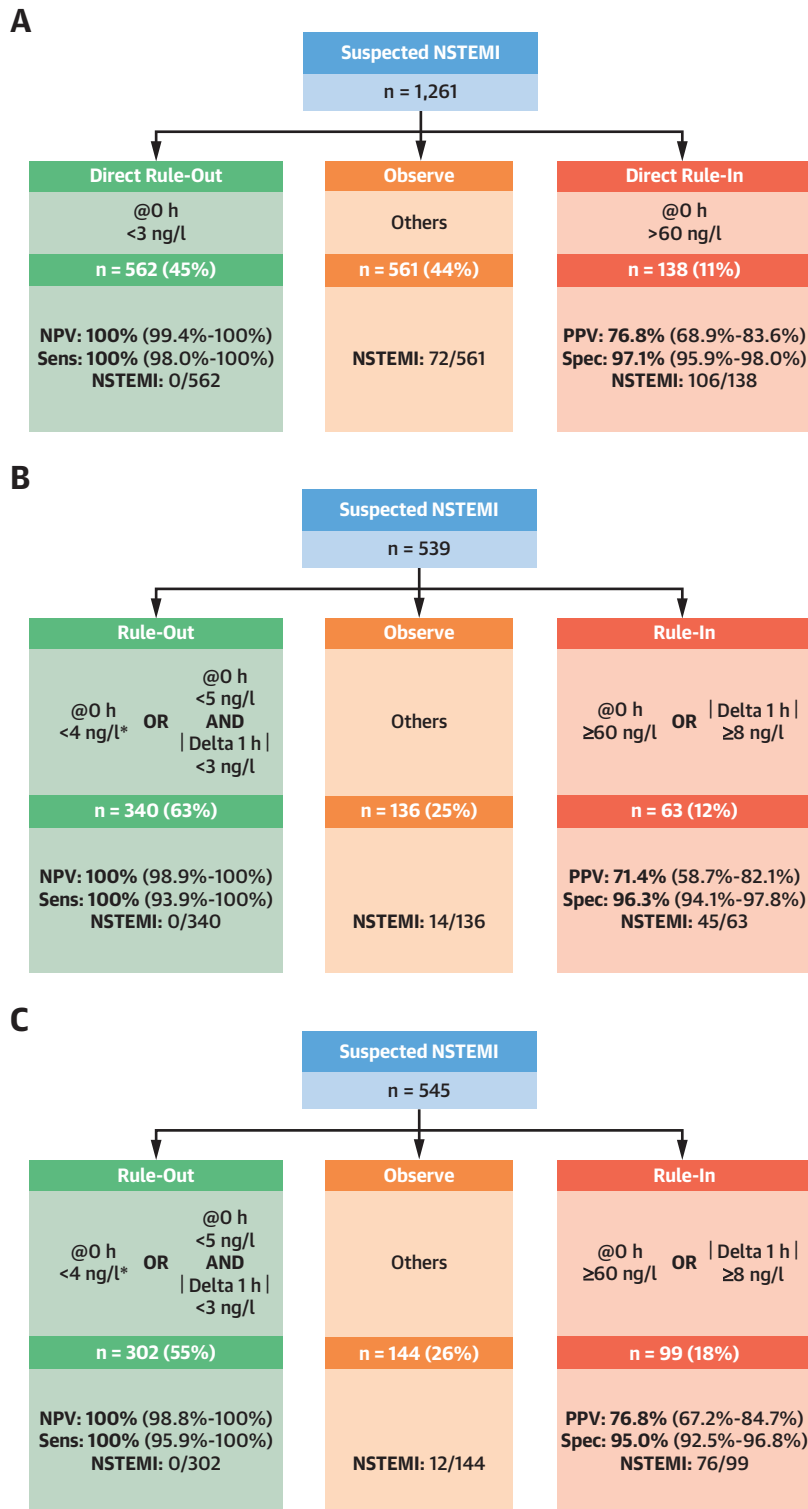 A
Suspected NSTEMI
n = 1,261
Direct Rule-Out
@0 h
<3 ng/l
n = 562 (45%)
NPV: 100% (99.4%-100%)
Sens: 100% (98.0%-100%)
NSTEMI: 0/562
Observe
Others
n = 561 (44%)
NSTEMI: 72/561
Direct Rule-In
@0 h
>60 ng/l
n = 138 (11%)
PPV: 76.8% (68.9%-83.6%)
Spec: 97.1% (95.9%-98.0%)
NSTEMI: 106/138
B
Suspected NSTEMI
n = 539
Rule-Out
@0 h
<4 ng/l*
OR
@0 h
<5 ng/l
AND
| Delta 1 h |
<3 ng/l
n = 340 (63%)
NPV: 100% (98.9%-100%)
Sens: 100% (93.9%-100%)
NSTEMI: 0/340
Observe
Others
n = 136 (25%)
NSTEMI: 14/136
Rule-In
@0 h
≥60 ng/l
OR
| Delta 1 h |
≥8 ng/l
n = 63 (12%)
PPV: 71.4% (58.7%-82.1%)
Spec: 96.3% (94.1%-97.8%)
NSTEMI: 45/63
C
Suspected NSTEMI
n = 545
Rule-Out
@0 h
<4 ng/l*
OR
@0 h
<5 ng/l
AND
| Delta 1 h |
<3 ng/l
n = 302 (55%)
NPV: 100% (98.8%-100%)
Sens: 100% (95.9%-100%)
NSTEMI: 0/302
Observe
Others
n = 144 (26%)
NSTEMI: 12/144
Rule-In
@0 h
≥60 ng/l
OR
| Delta 1 h |
≥8 ng/l
n = 99 (18%)
PPV: 76.8% (67.2%-84.7%)
Spec: 95.0% (92.5%-96.8%)
NSTEMI: 76/99